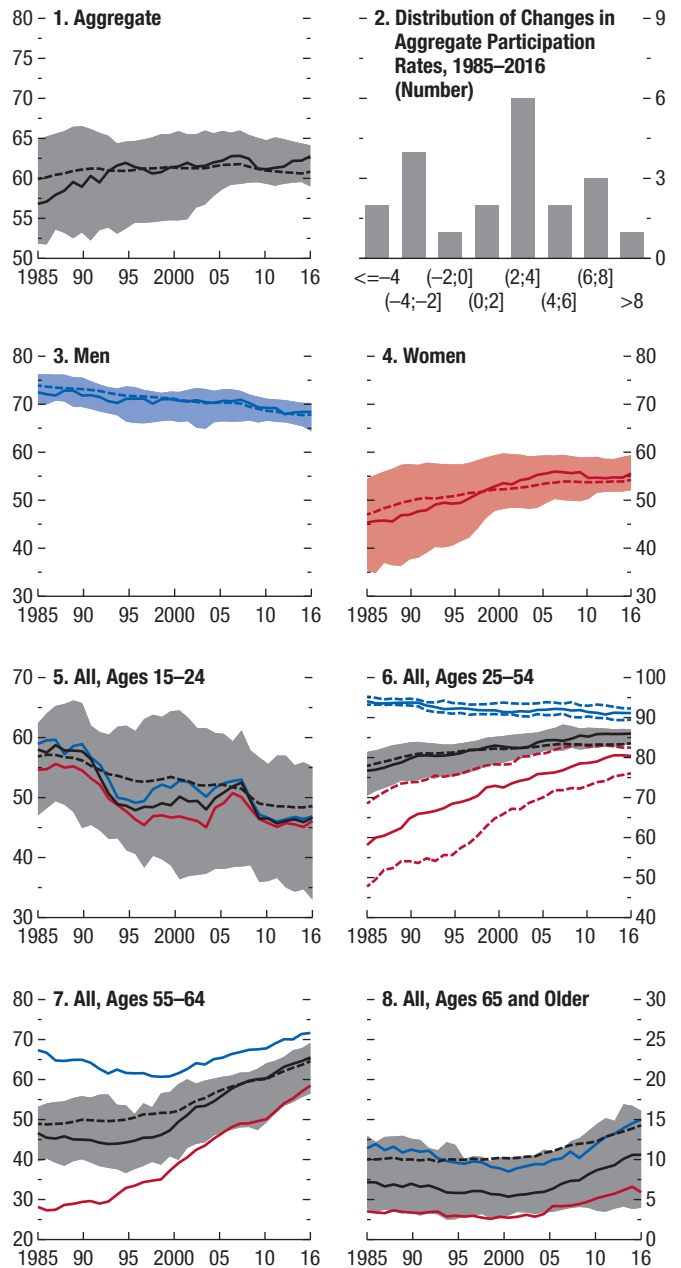 1. Aggregate
80
75
70
65
60
55
50
1985 90 95 2000 05 10 16
2. Distribution of Changes in
Aggregate Participation
Rates, 1985–2016
(Number)
9
6
3
0
<=–4 (–2;0] (2;4] (6;8]
(–4;–2] (0;2] (4;6] >8
3. Men
80
70
60
50
40
30
1985 90 95 2000 05 10 16
4. Women
80
70
60
50
40
30
1985 90 95 2000 05 10 16
5. All, Ages 15–24
70
60
50
40
30
1985 90 95 2000 05 10 16
6. All, Ages 25–54
100
90
80
70
60
50
40
1985 90 95 2000 05 10 16
7. All, Ages 55–64
80
70
60
50
40
30
20
1985 90 95 2000 05 10 16
8. All, Ages 65 and Older
30
25
20
15
10
5
0
1985 90 95 2000 05 10 16